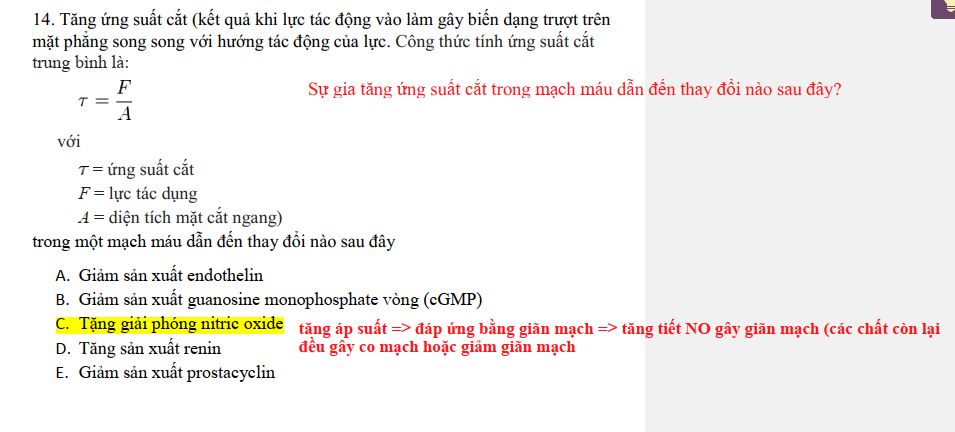 14. Tăng ứng suất cắt (kết quả khi lực tác động vào làm gây biến dạng trượt trên
mặt phẳng song song với hướng tác động của lực. Công thức tính ứng suất cắt
trung bình là:
τ = F/A
Sự gia tăng ứng suất cắt trong mạch máu dẫn đến thay đổi nào sau đây?
với
τ = ứng suất cắt
F = lực tác dụng
A = diện tích mặt cắt ngang)
trong một mạch máu dẫn đến thay đổi nào sau đây
A. Giảm sản xuất endothelin
B. Giảm sản xuất guanosine monophosphate vòng (cGMP)
C. Tặng giải phóng nitric oxide
tăng áp suất => đáp ứng bằng giãn mạch => tăng tiết NO gây giãn mạch (các chất còn lại
đều gây co mạch hoặc giảm giãn mạch
D. Tăng sản xuất renin
E. Giảm sản xuất prostacyclin